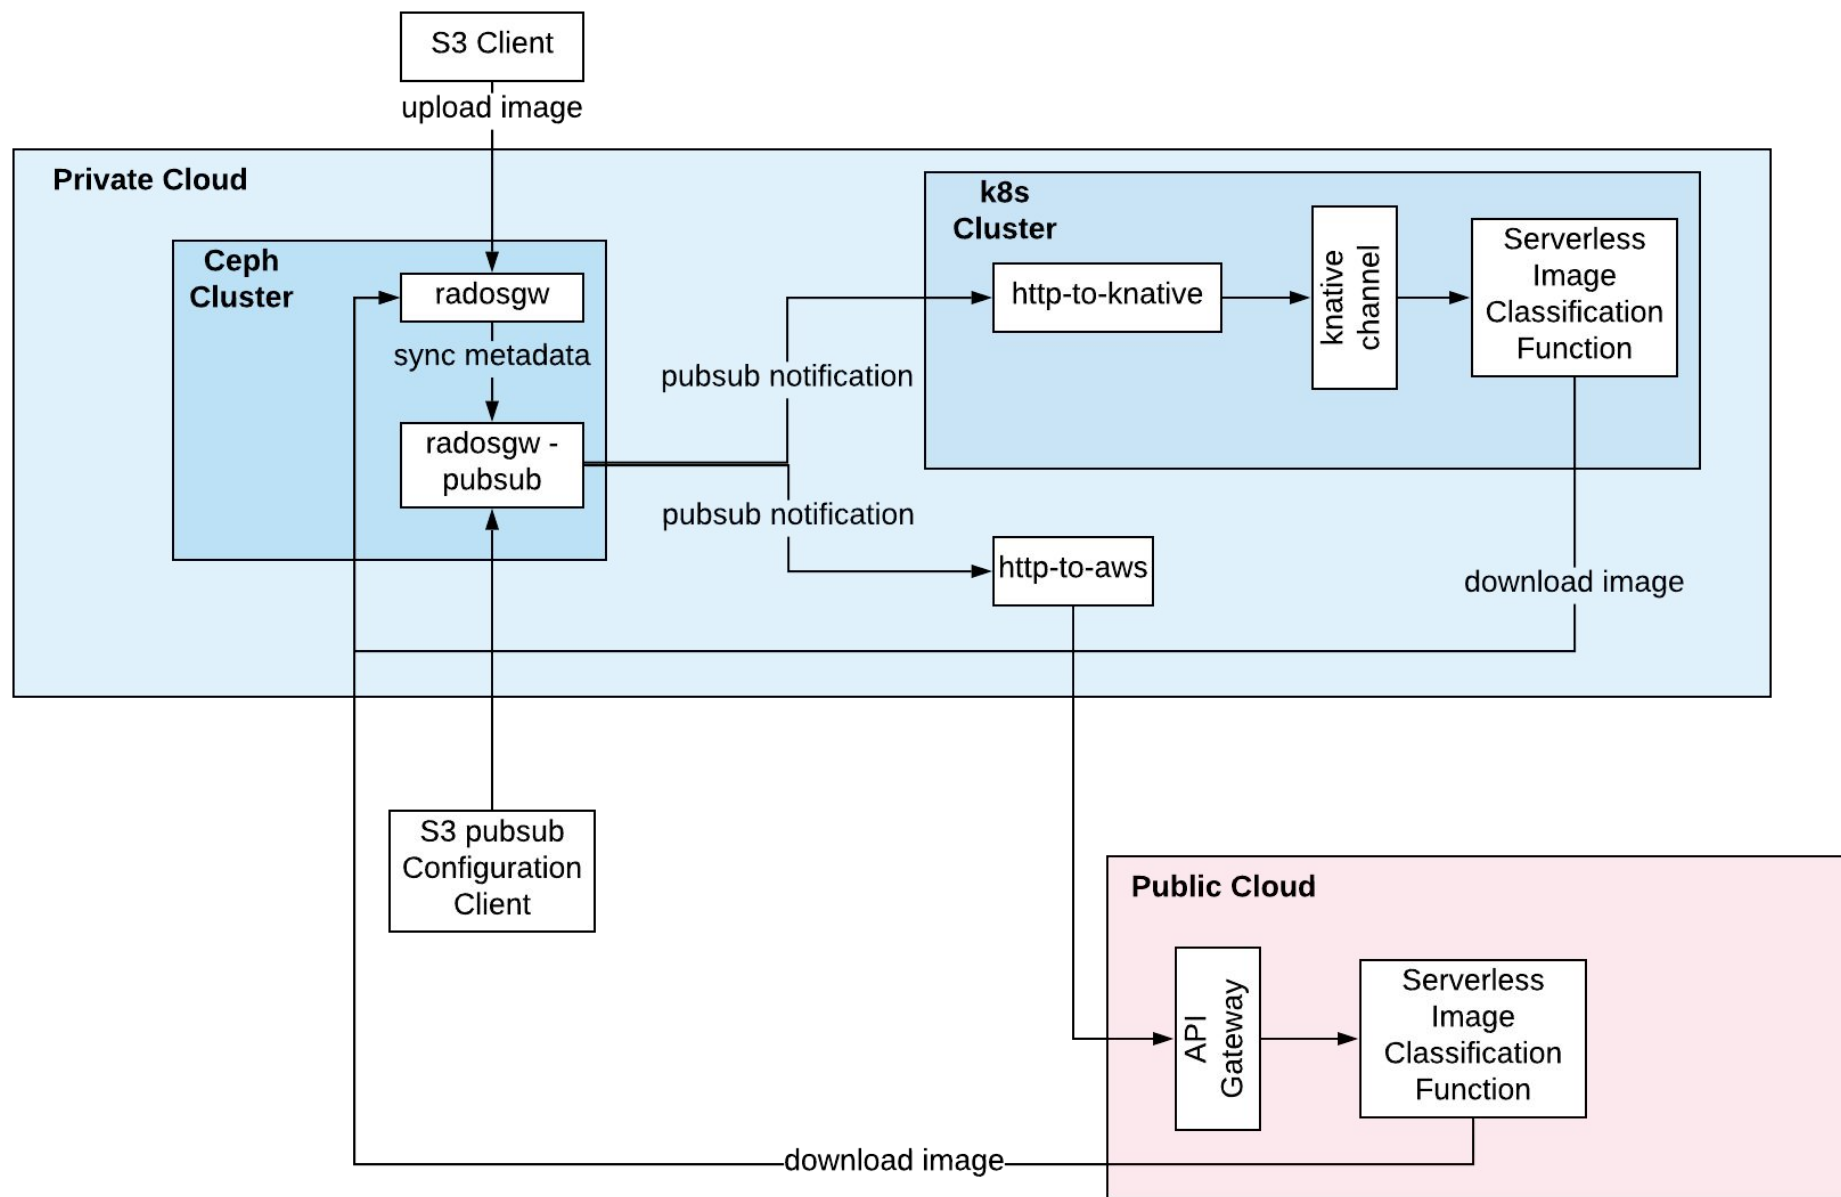 S3 Client
upload image
Private Cloud
k8s
Cluster
Ceph
Cluster
radosgw
sync metadata
radosgw -
pubsub
pubsub notification
pubsub notification
http-to-knative
knative
channel
Serverless
Image
Classification
Function
http-to-aws
download image
S3 pubsub
Configuration
Client
Public Cloud
API
Gateway
Serverless
Image
Classification
Function
download image